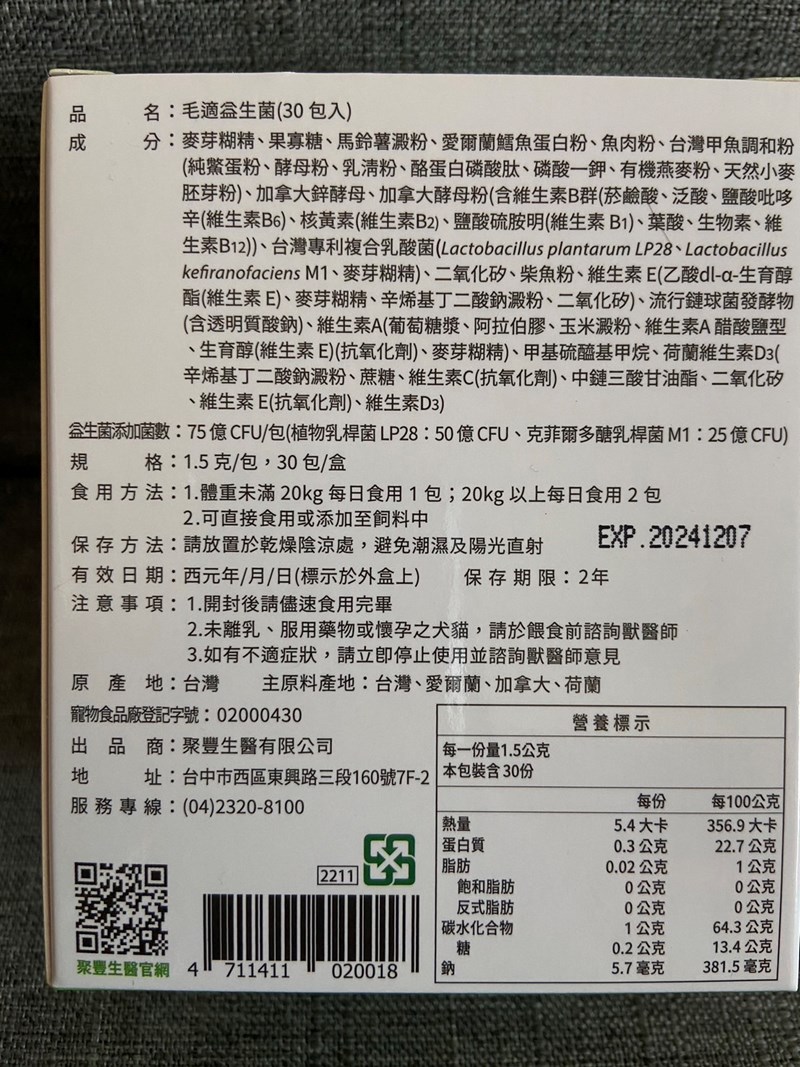 品名：毛適益生菌(30 包入)
成分：麥芽糊精、果寡糖、馬鈴薯澱粉、愛爾蘭鱈魚蛋白粉、魚肉粉、台灣甲魚調和粉
(純鱉蛋粉、酵母粉、乳清粉、酪蛋白磷酸肽、磷酸一鉀、有機燕麥粉、天然小麥
胚芽粉)、加拿大鋅酵母、加拿大酵母粉(含維生素B群(菸鹼酸、泛酸、鹽酸吡哆
辛(維生素B6)、核黃素(維生素B2)、鹽酸硫胺明(維生素 B1)、葉酸、生物素、維
生素B12))、台灣專利複合乳酸菌(Lactobacillus plantarum LP28、Lactobacillus
kefiranofaciens M1、麥芽糊精)、二氧化矽、柴魚粉、維生素 E(乙酸dl-α-生育醇
酯(維生素 E)、麥芽糊精、辛烯基丁二酸鈉澱粉、二氧化矽)、流行鏈球菌發酵物
(含透明質酸鈉)、維生素A(葡萄糖漿、阿拉伯膠、玉米澱粉、維生素A 醋酸鹽型
、生育醇(維生素 E)(抗氧化劑)、麥芽糊精)、甲基硫醯基甲烷、荷蘭維生素D3(
辛烯基丁二酸鈉澱粉、蔗糖、維生素C(抗氧化劑)、中鏈三酸甘油酯、二氧化矽
、維生素 E(抗氧化劑)、維生素D3)
益生菌添加菌數：75 億 CFU/包(植物乳桿菌 LP28：50 億 CFU、克菲爾多醣乳桿菌 M1：25 億 CFU)
規格：1.5 克/包，30 包/盒
食用方法：1.體重未滿 20kg 每日食用 1 包；20kg 以上每日食用 2 包
2.可直接食用或添加至飼料中
保存方法：請放置於乾燥陰涼處，避免潮濕及陽光直射
EXP.20241207
有效日期：西元年/月/日(標示於外盒上) 保存期限：2年
注意事項：1.開封後請儘速食用完畢
2.未離乳、服用藥物或懷孕之犬貓，請於餵食前諮詢獸醫師
3.如有不適症狀，請立即停止使用並諮詢獸醫師意見
原產地：台灣 主原料產地：台灣、愛爾蘭、加拿大、荷蘭
寵物食品廠登記字號：02000430
出品商：聚豐生醫有限公司
地址：台中市西區東興路三段160號7F-2
服務專線：(04)2320-8100
2211
聚豐生醫官網
4 711411 020018
營養標示
每一份量1.5公克
本包裝含 30份
每份 每100公克
熱量 5.4 大卡 356.9 大卡
蛋白質 0.3 公克 22.7 公克
脂肪 0.02 公克 1 公克
飽和脂肪 0 公克 0 公克
反式脂肪 0 公克 0 公克
碳水化合物 1 公克 64.3 公克
糖 0.2 公克 13.4 公克
鈉 5.7 毫克 381.5 毫克